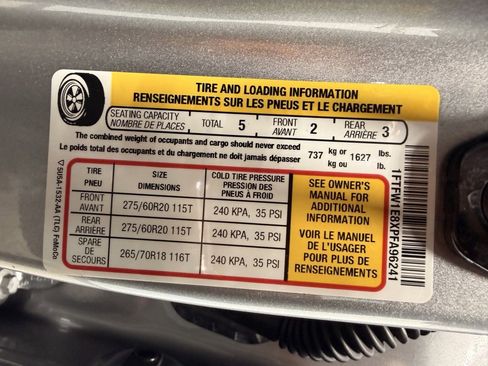 TIRE AND LOADING INFORMATION
RENSEIGNEMENTS SUR LES PNEUS ET LE CHARGEMENT
SEATING CAPACITY
NOMBRE DE PLACES
TOTAL 5
FRONT
AVANT 2
REAR
ARRIÈRE 3
The combined weight of occupants and cargo should never exceed
Le poids total des occupants et du chargement ne doit jamais dépasser
737 kg or 1627 lbs.
kg ou lb.
TIRE
PNEU
SIZE
DIMENSIONS
COLD TIRE PRESSURE
PRESSION DES
PNEUS À FROID
FRONT
AVANT
275/60R20 115T
240 KPA, 35 PSI
REAR
ARRIÈRE
275/60R20 115T
240 KPA, 35 PSI
SPARE
DE
SECOURS
265/70R18 116T
240 KPA, 35 PSI
SEE OWNER'S
MANUAL FOR
ADDITIONAL
INFORMATION
VOIR LE MANUEL
DE L'USAGER
POUR PLUS DE
RENSEIGNEMENTS